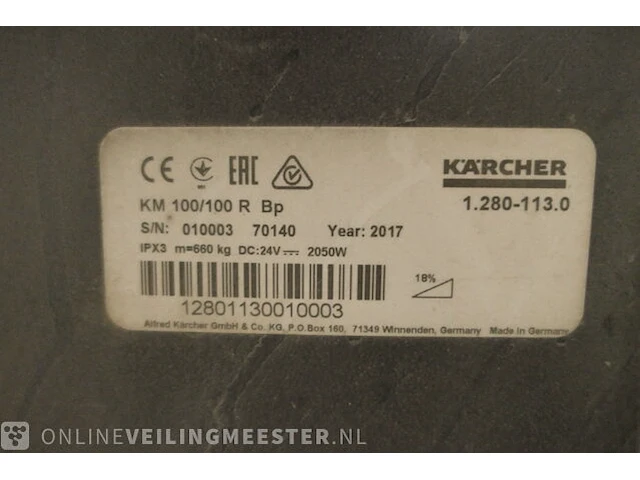 CE EAC KÄRCHER
KM 100/100 R Bp 1.280-113.0
S/N: 010003 70140 Year: 2017
IPX3 m=660 kg DC:24V⎓ 2050W
18%
12801130010003
Alfred Kärcher GmbH & Co. KG, P.O.Box 160, 71349 Winnenden, Germany Made in Germany
ONLINEVEILINGMEESTER.NL